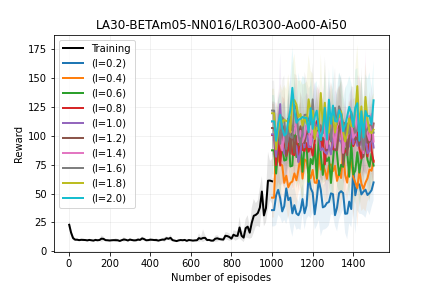 LA30-BETAm05-NN016/LR0300-Ao00-Ai50
Reward
175
150
125
100
75
50
25
0
Training
(l=0.2)
(l=0.4)
(l=0.6)
(l=0.8)
(l=1.0)
(l=1.2)
(l=1.4)
(l=1.6)
(l=1.8)
(l=2.0)
0 200 400 600 800 1000 1200 1400
Number of episodes